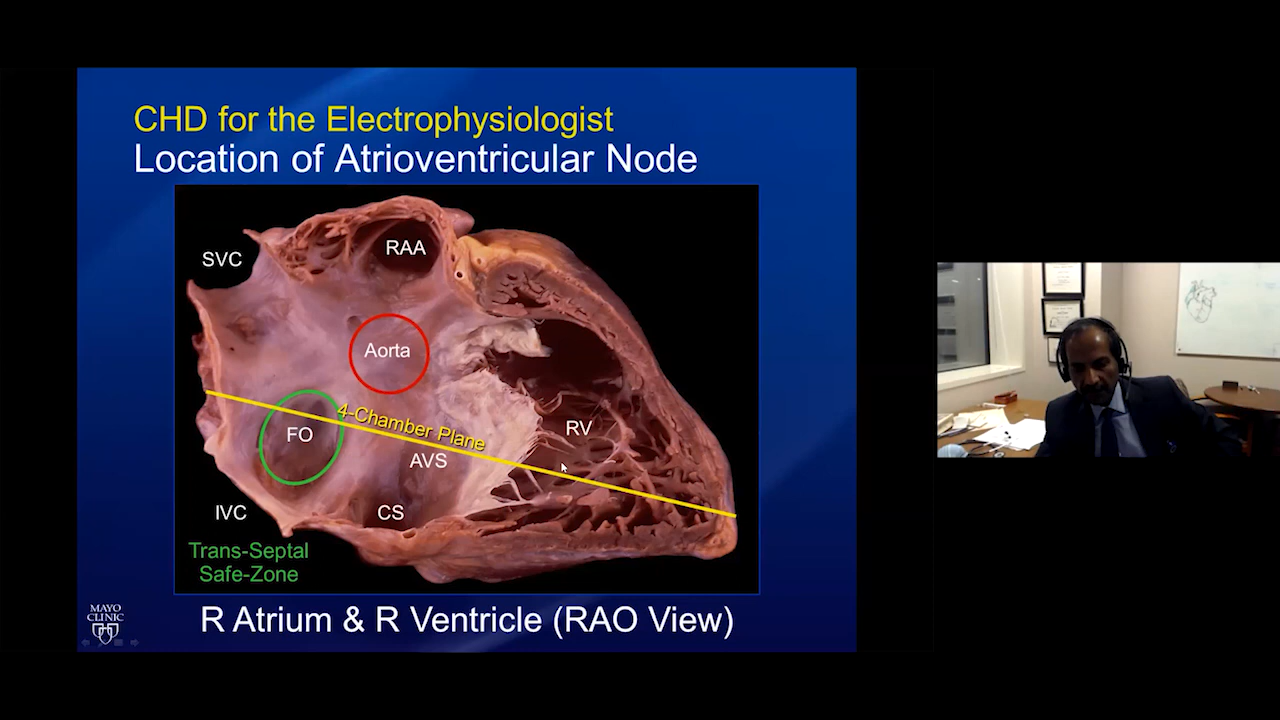 CHD for the Electrophysiologist
Location of Atrioventricular Node
SVC
RAA
Aorta
4-Chamber Plane
FO
RV
AVS
IVC
CS
Trans-Septal
Safe-Zone
MAYO
CLINIC
R Atrium & R Ventricle (RAO View)